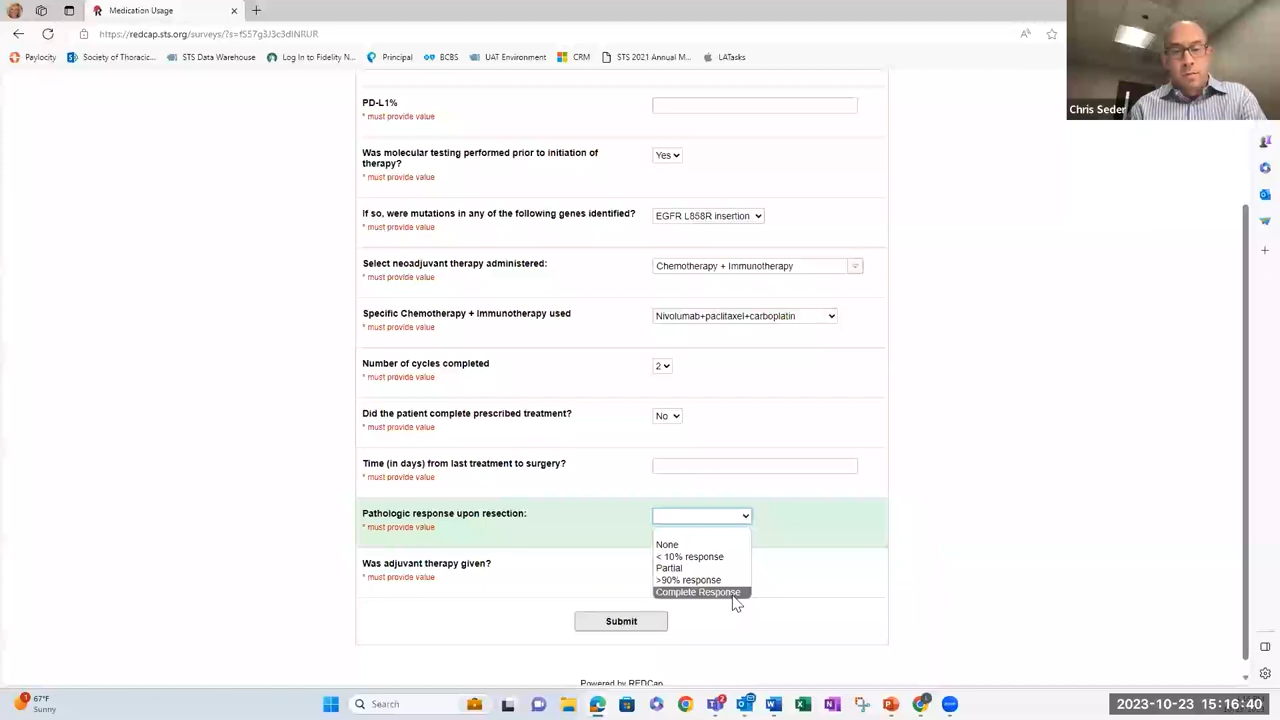 Medication Usage
https://redcap.sts.org/surveys/?s=fS57g3J3c3diNRUR
Paylocity
Society of Thoracic...
STS Data Warehouse
Log In to Fidelity N...
Principal
BCBS
UAT Environment
CRM
STS 2021 Annual M...
LATasks
Chris Seder
PD-L1%
* must provide value
Was molecular testing performed prior to initiation of
therapy?
Yes
* must provide value
If so, were mutations in any of the following genes identified?
EGFR L858R insertion
* must provide value
Select neoadjuvant therapy administered:
Chemotherapy + Immunotherapy
* must provide value
Specific Chemotherapy + Immunotherapy used
Nivolumab+paclitaxel+carboplatin
* must provide value
Number of cycles completed
2
* must provide value
Did the patient complete prescribed treatment?
No
* must provide value
Time (in days) from last treatment to surgery?
* must provide value
Pathologic response upon resection:
* must provide value
None
< 10% response
Partial
>90% response
Complete Response
Was adjuvant therapy given?
* must provide value
Submit
Powered by REDCap
67°F
Sunny
Search
2023-10-23 15:16:40